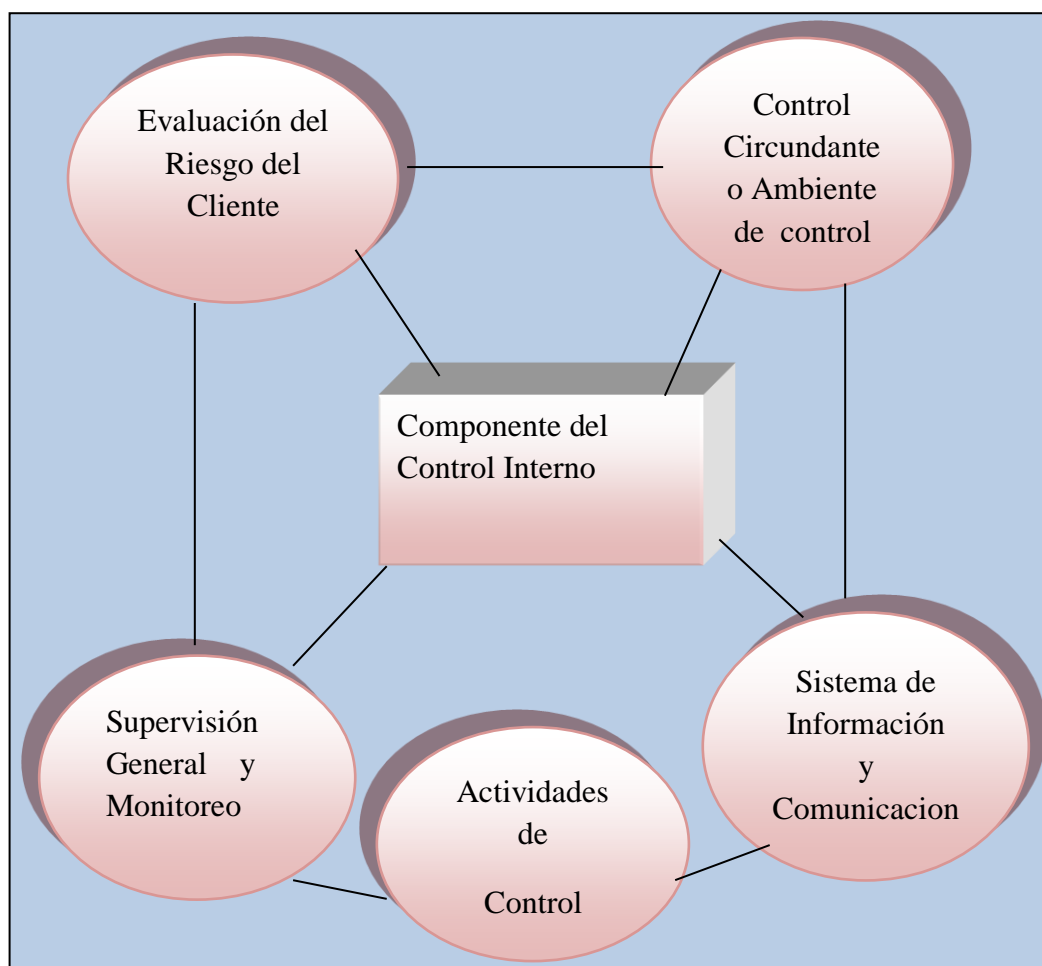 Evaluación del
Riesgo del
Cliente
Control
Circundante
o Ambiente
de control
Componente del
Control Interno
Supervisión
General y
Monitoreo
Actividades
de
Control
Sistema de
Información
y
Comunicacion